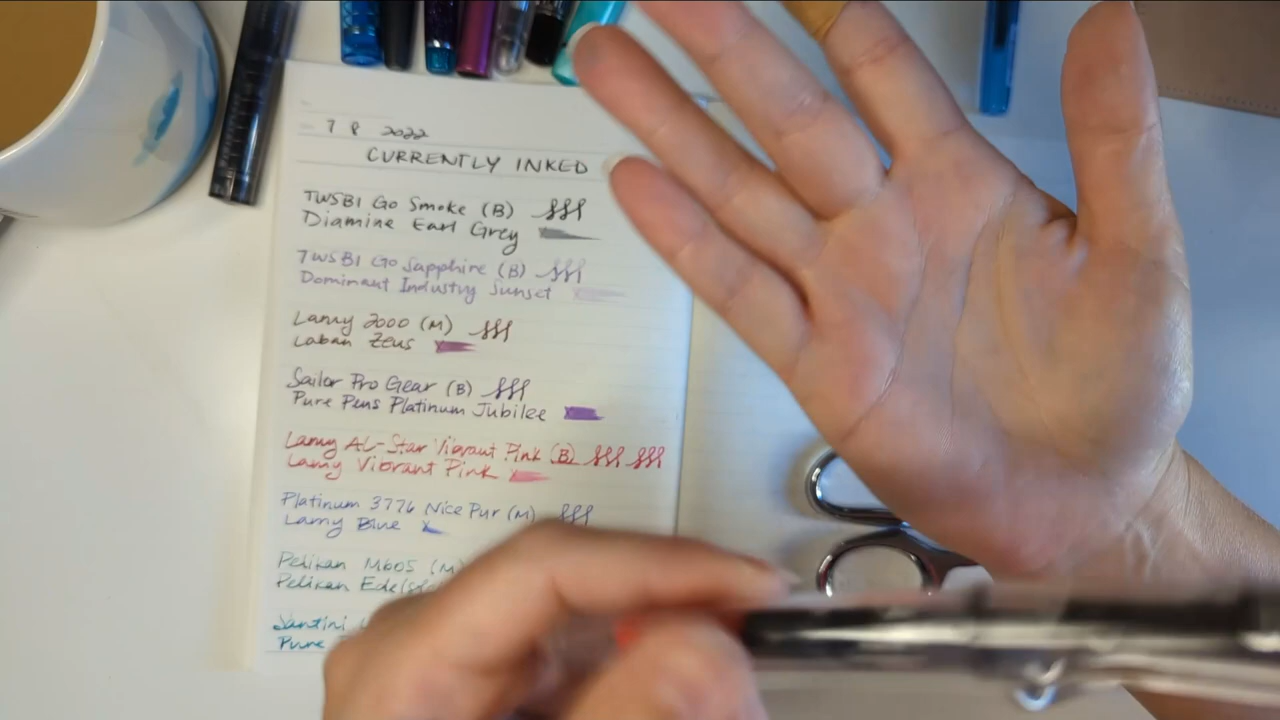 7 8 2022
CURRENTLY INKED
TWSBI Go Smoke (B)
Diamine Earl Grey
TWSBI Go Sapphire (B)
Dominant Industry Sunset
Lamy 2000 (M)
Laban Zeus
Sailor Pro Gear (B)
Pure Pens Platinum Jubilee
Lamy AL-Star Vibrant Pink (B)
Lamy Vibrant Pink
Platinum 3776 Nice Pur (M)
Lamy Blue
Pelikan M605 (M)
Pelikan
Santini
Pure